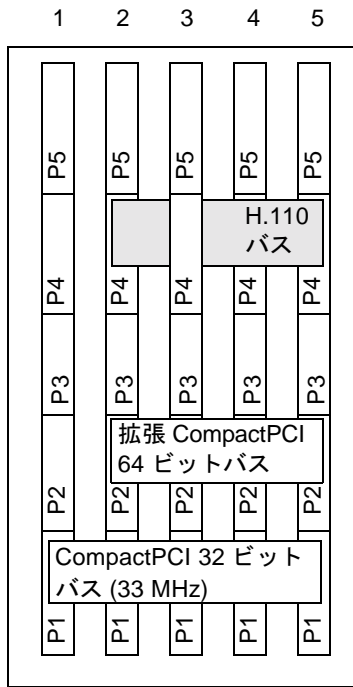 1 2 3 4 5
P5 P5 P5 P5 P5
H.110
バス
P4 P4 P4 P4 P4
P3 P3 P3 P3 P3
拡張 CompactPCI
64 ビットバス
P2 P2 P2 P2 P2
CompactPCI 32 ビット
バス (33 MHz)
P1 P1 P1 P1 P1